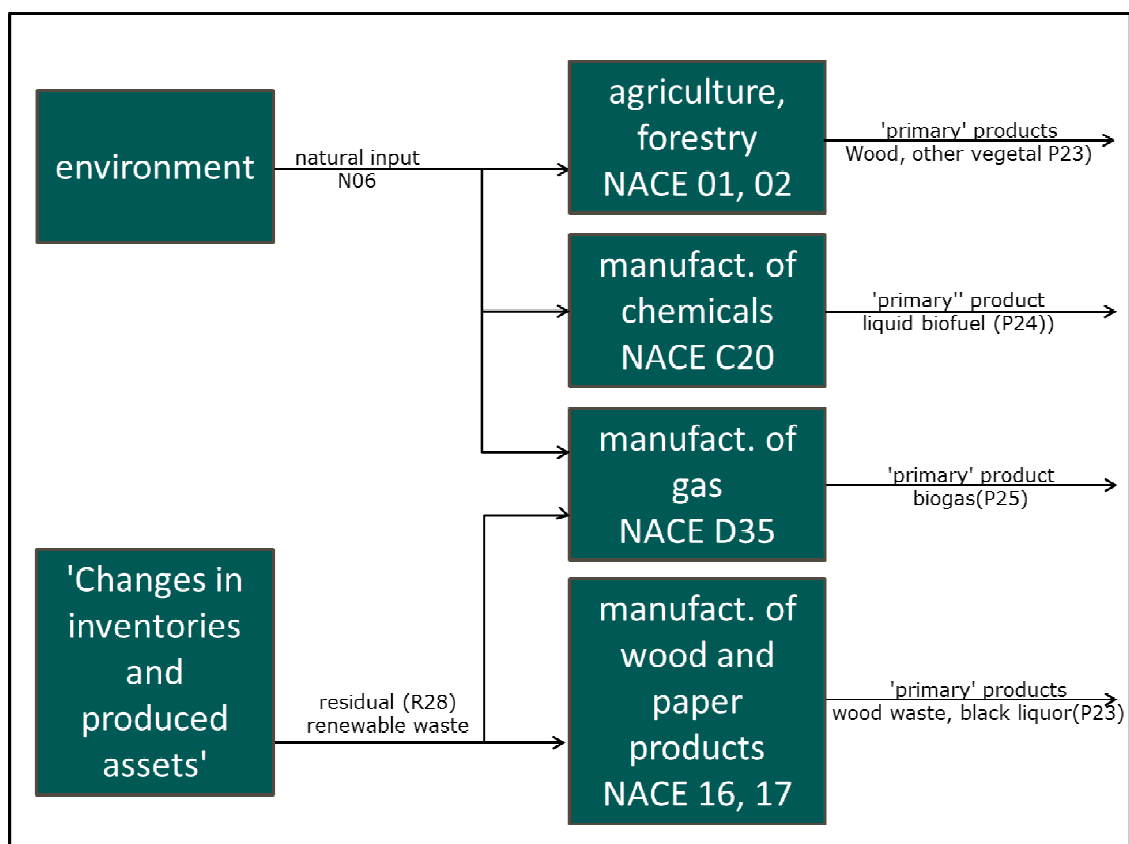 environment
natural input
N06
agriculture,
forestry
NACE 01, 02
'primary' products
Wood, other vegetal P23)
manufact. of
chemicals
NACE C20
'primary'' product
liquid biofuel (P24))
manufact. of
gas
NACE D35
'primary' product
biogas(P25)
'Changes in
inventories
and
produced
assets'
residual (R28)
renewable waste
manufact. of
wood and
paper
products
NACE 16, 17
'primary' products
wood waste, black liquor(P23)